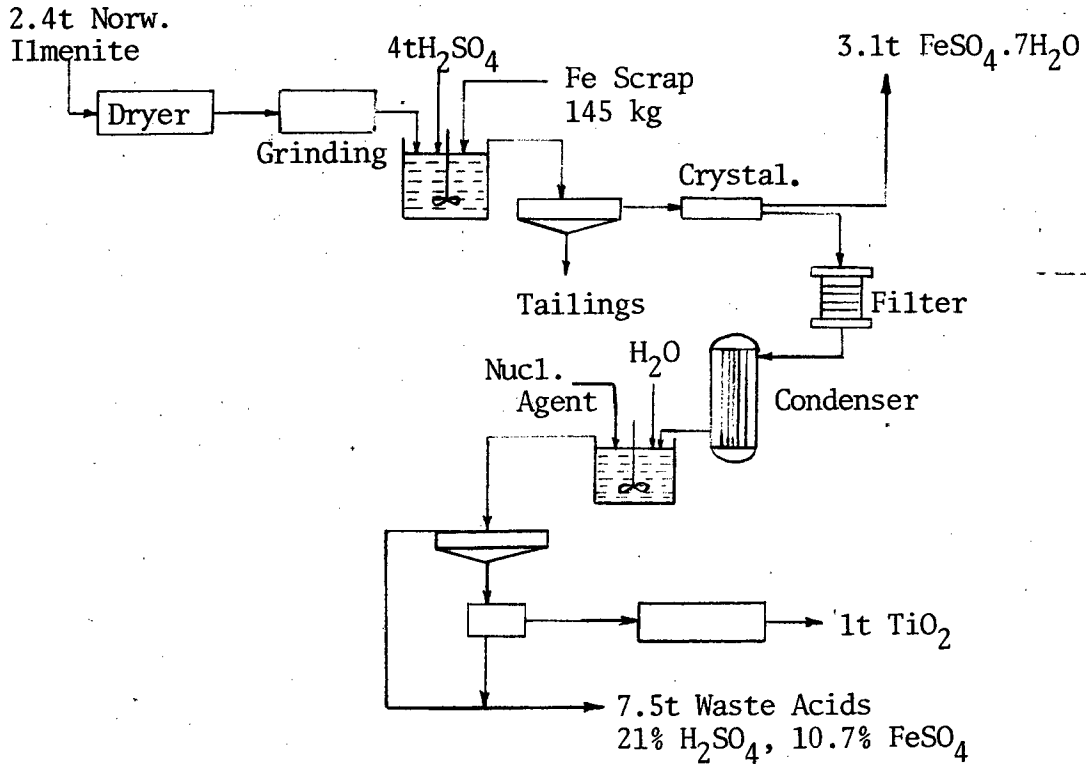 2.4t Norw.
Ilmenite
4tH2SO4
Fe Scrap
145 kg
3.1t FeSO4.7H2O
Dryer
Grinding
Crystal.
Tailings
Filter
H2O
Nucl.
Agent
Condenser
1t TiO2
7.5t Waste Acids
21% H2SO4, 10.7% FeSO4